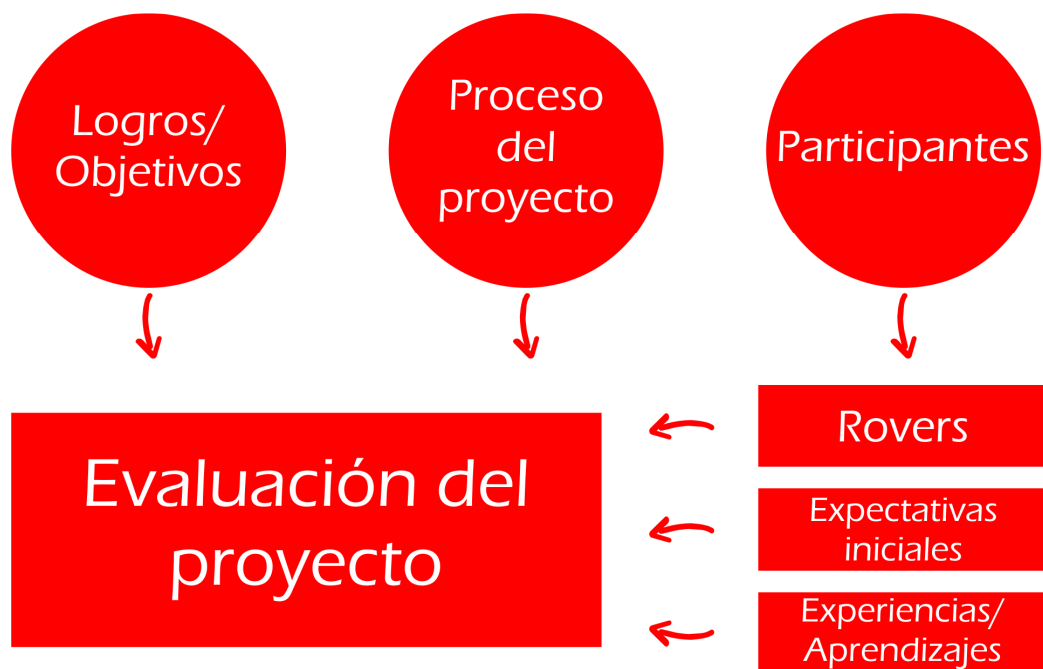 Logros/
Objetivos
Proceso
del
proyecto
Participantes
Evaluación del
proyecto
Rovers
Expectativas
iniciales
Experiencias/
Aprendizajes